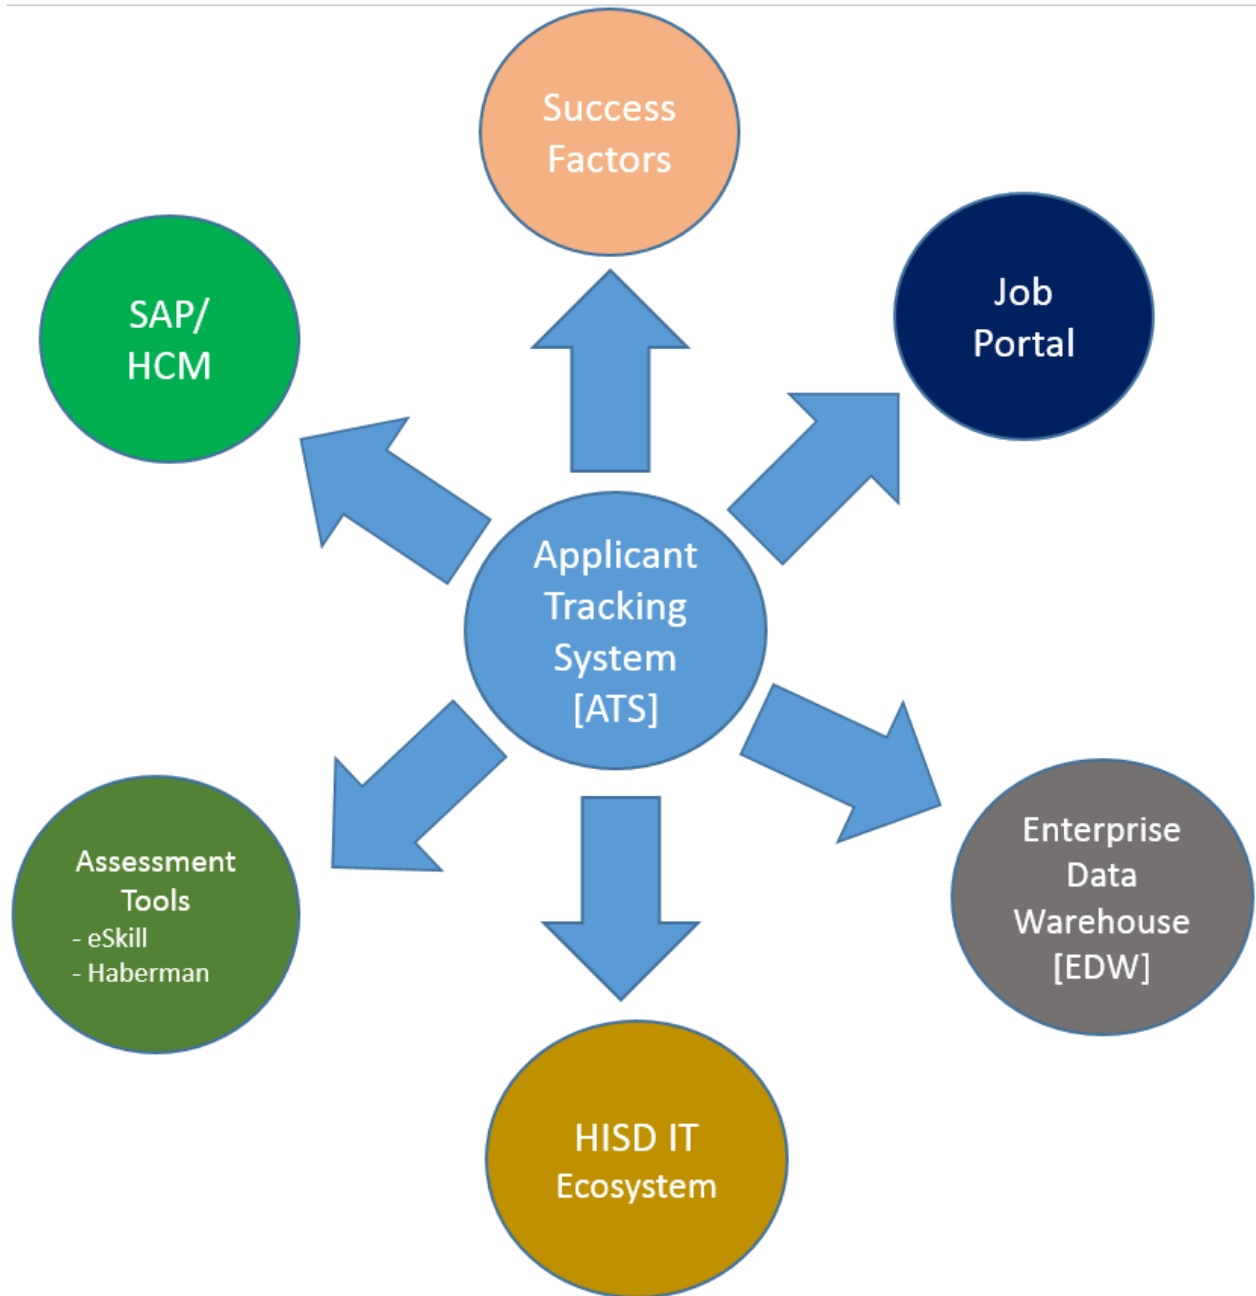 Success
Factors
Job
Portal
SAP/
HCM
Applicant
Tracking
System
[ATS]
Enterprise
Data
Warehouse
[EDW]
Assessment
Tools
- eSkill
- Haberman
HISD IT
Ecosystem